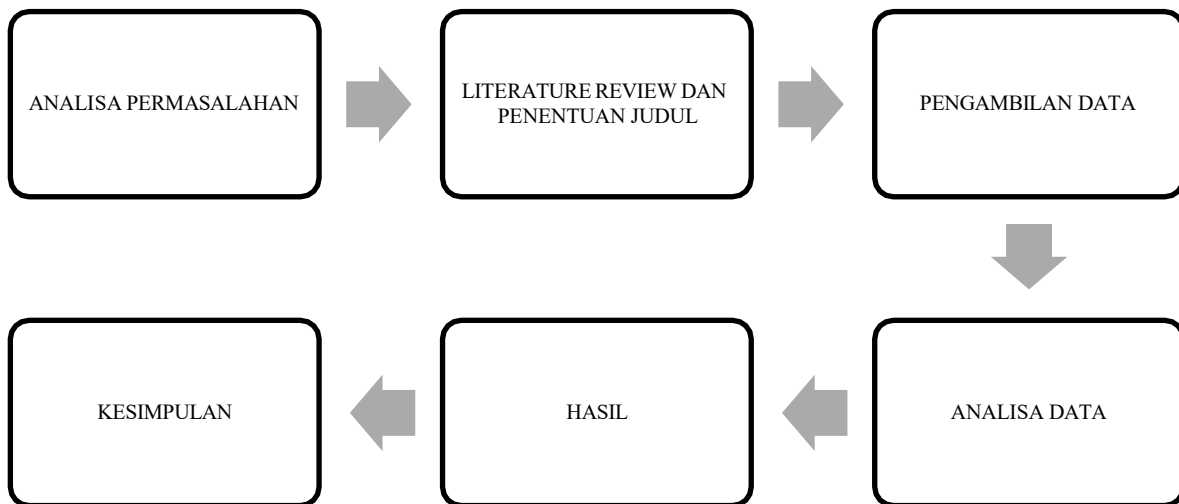 ANALISA PERMASALAHAN
LITERATURE REVIEW DAN
PENENTUAN JUDUL
PENGAMBILAN DATA
ANALISA DATA
HASIL
KESIMPULAN